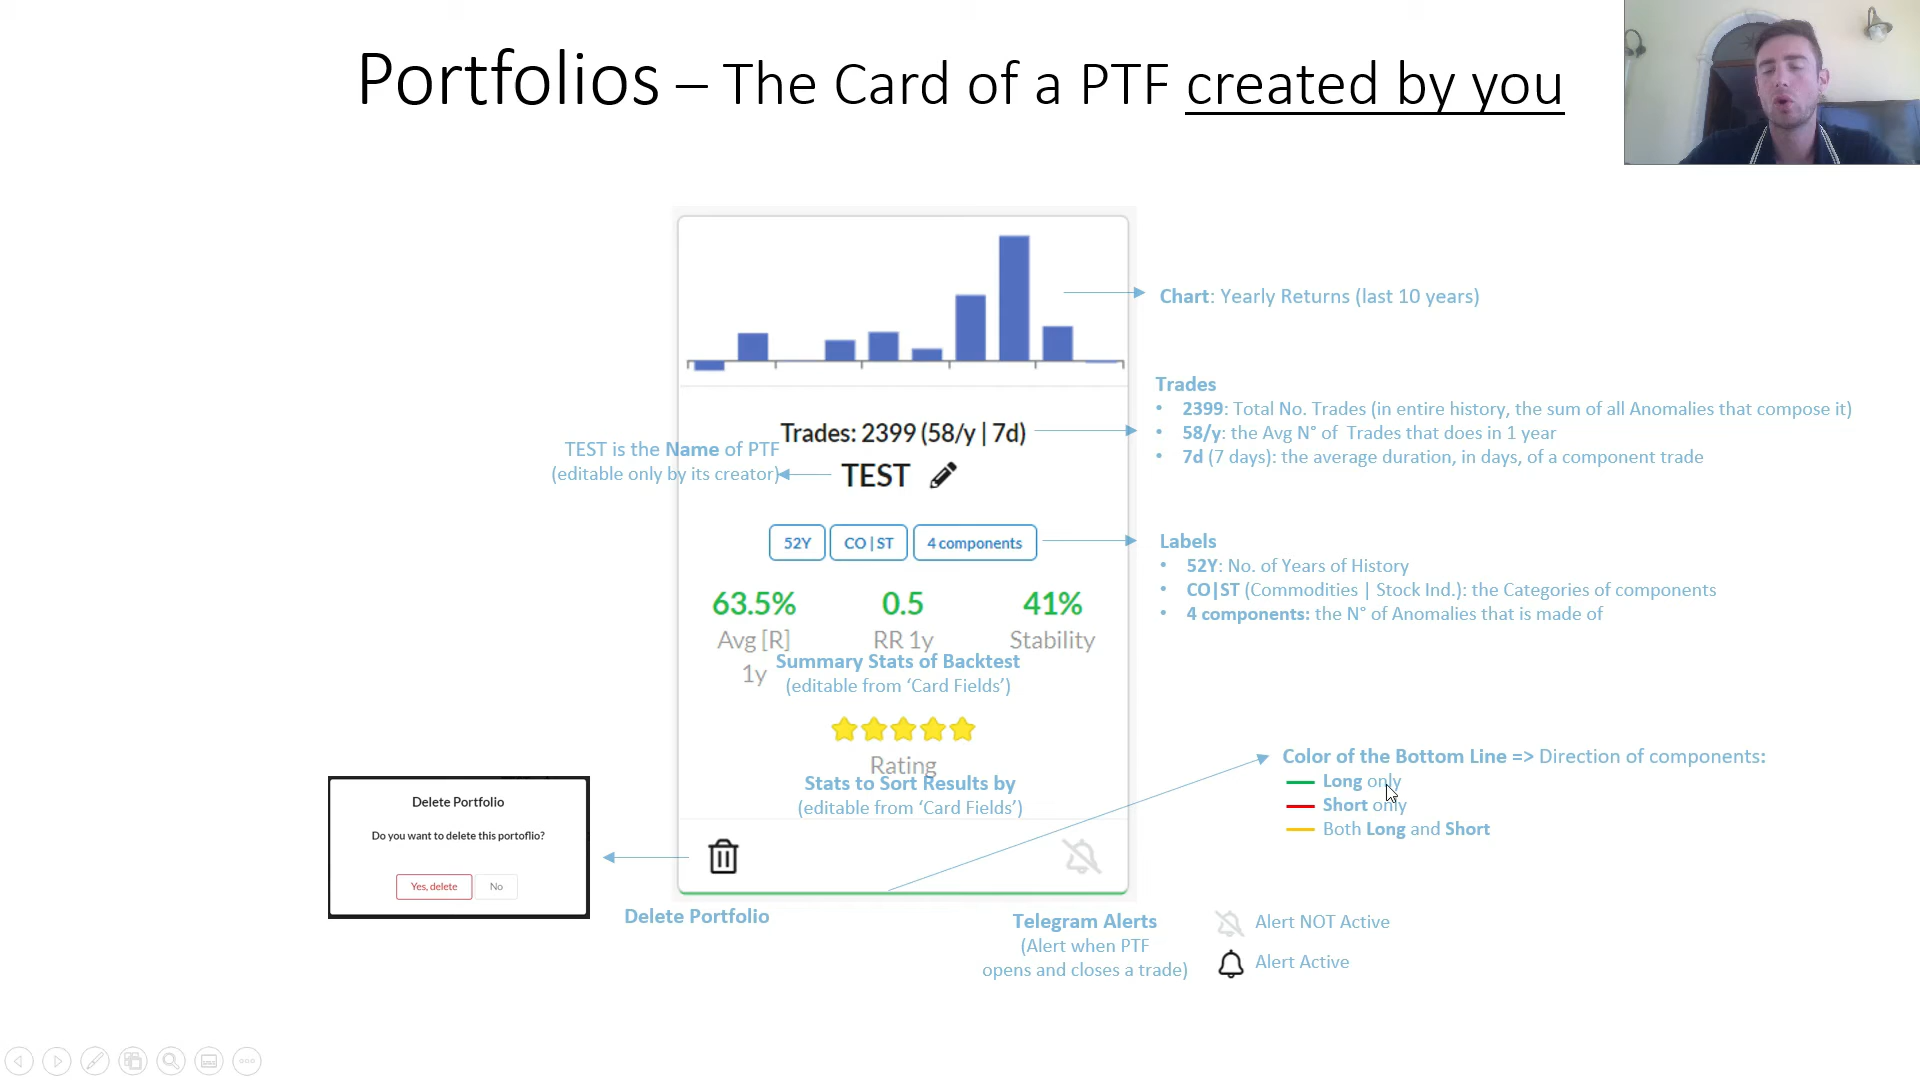 Portfolios – The Card of a PTF created by you
Chart: Yearly Returns (last 10 years)
Trades
• 2399: Total No. Trades (in entire history, the sum of all Anomalies that compose it)
• 58/y: the Avg N° of Trades that does in 1 year
• 7d (7 days): the average duration, in days, of a component trade
Trades: 2399 (58/y | 7d)
TEST is the Name of PTF
(editable only by its creator)
TEST
Labels
• 52Y: No. of Years of History
• CO|ST (Commodities | Stock Ind.): the Categories of components
• 4 components: the N° of Anomalies that is made of
52Y CO | ST 4 components
63.5% 0.5 41%
Avg [R] RR 1y Stability
1y
Summary Stats of Backtest
(editable from ‘Card Fields’)
Rating
Stats to Sort Results by
(editable from ‘Card Fields’)
Color of the Bottom Line => Direction of components:
Long only
Short only
Both Long and Short
Delete Portfolio
Do you want to delete this portoflio?
Yes, delete No
Delete Portfolio
Telegram Alerts
(Alert when PTF
opens and closes a trade)
Alert NOT Active
Alert Active